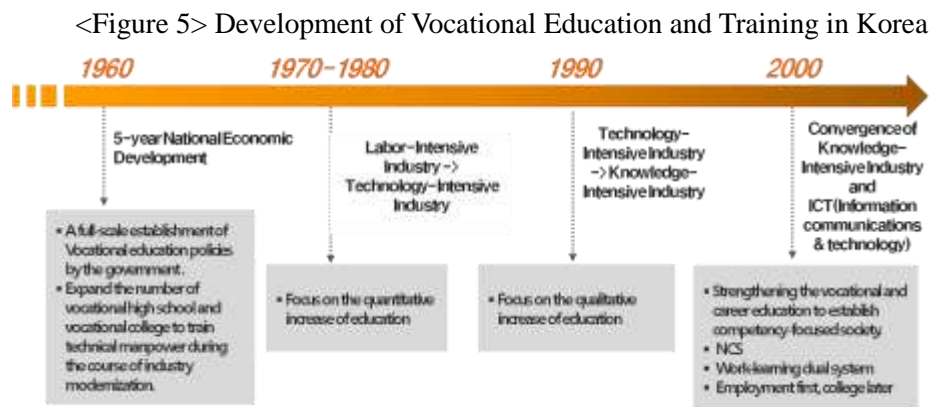 <Figure 5> Development of Vocational Education and Training in Korea
1960
1970-1980
1990
2000
5-year National Economic
Development
Labor-Intensive
Industry ->
Technology-Intensive
Industry
Technology-
Intensive Industry
-> Knowledge-
Intensive Industry
Convergence of
Knowledge-
Intensive Industry
and
ICT(Information
communications
& technology)
▪ A full-scale establishment of
Vocational education policies
by the government.
▪ Expand the number of
vocational high school and
vocational college to train
technical manpower during
the course of industry
modernization.
▪ Focus on the quantitative
increase of education
▪ Focus on the qualitative
increase of education
▪ Strengthening the vocational and
career education to establish
competency-focused society.
▪ NCS
▪ Work-learning dual system
▪ Employment first, college later